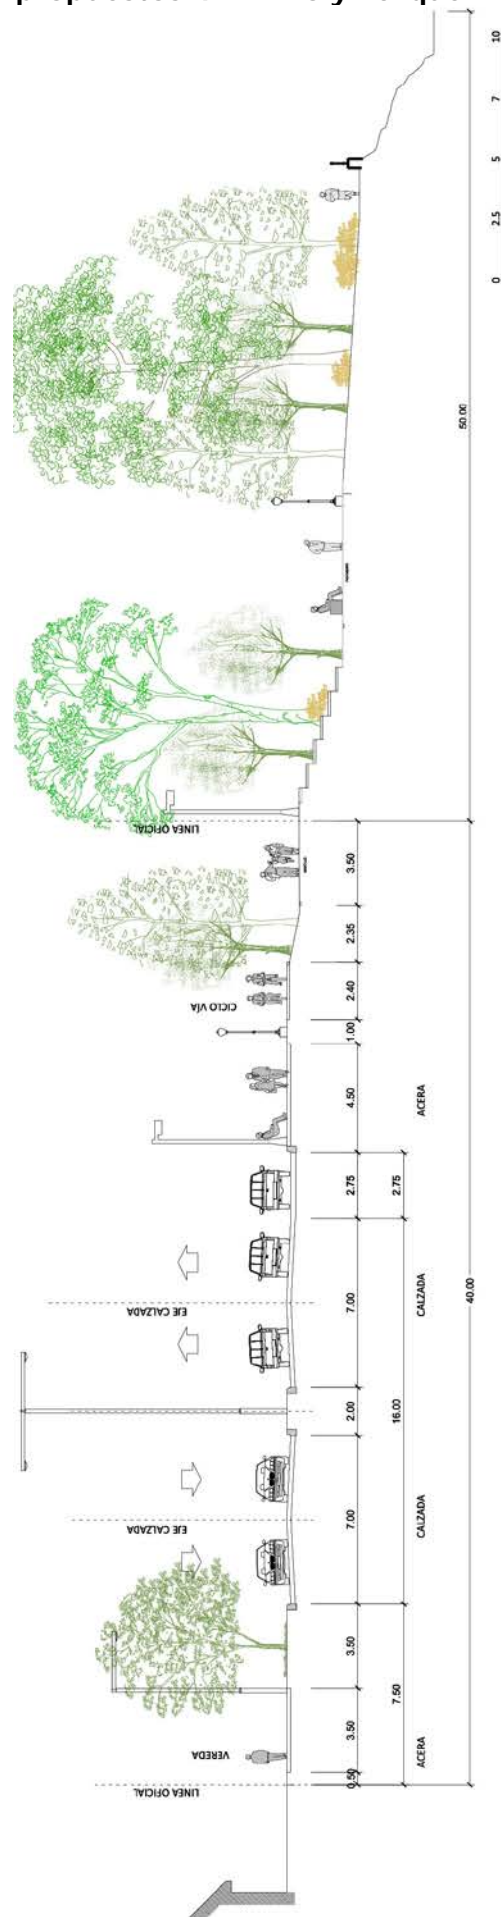 LINEA OFICIAL
VEREDA
EJE CALZADA
EJE CALZADA
CICLO VÍA
LINEA OFICIAL
0.50 3.50 3.50 7.00 2.00 7.00 2.75 4.50 1.00 2.40 2.35 3.50
7.50 16.00 2.75
ACERA CALZADA CALZADA ACERA
40.00 50.00
0 2.5 5 7 10